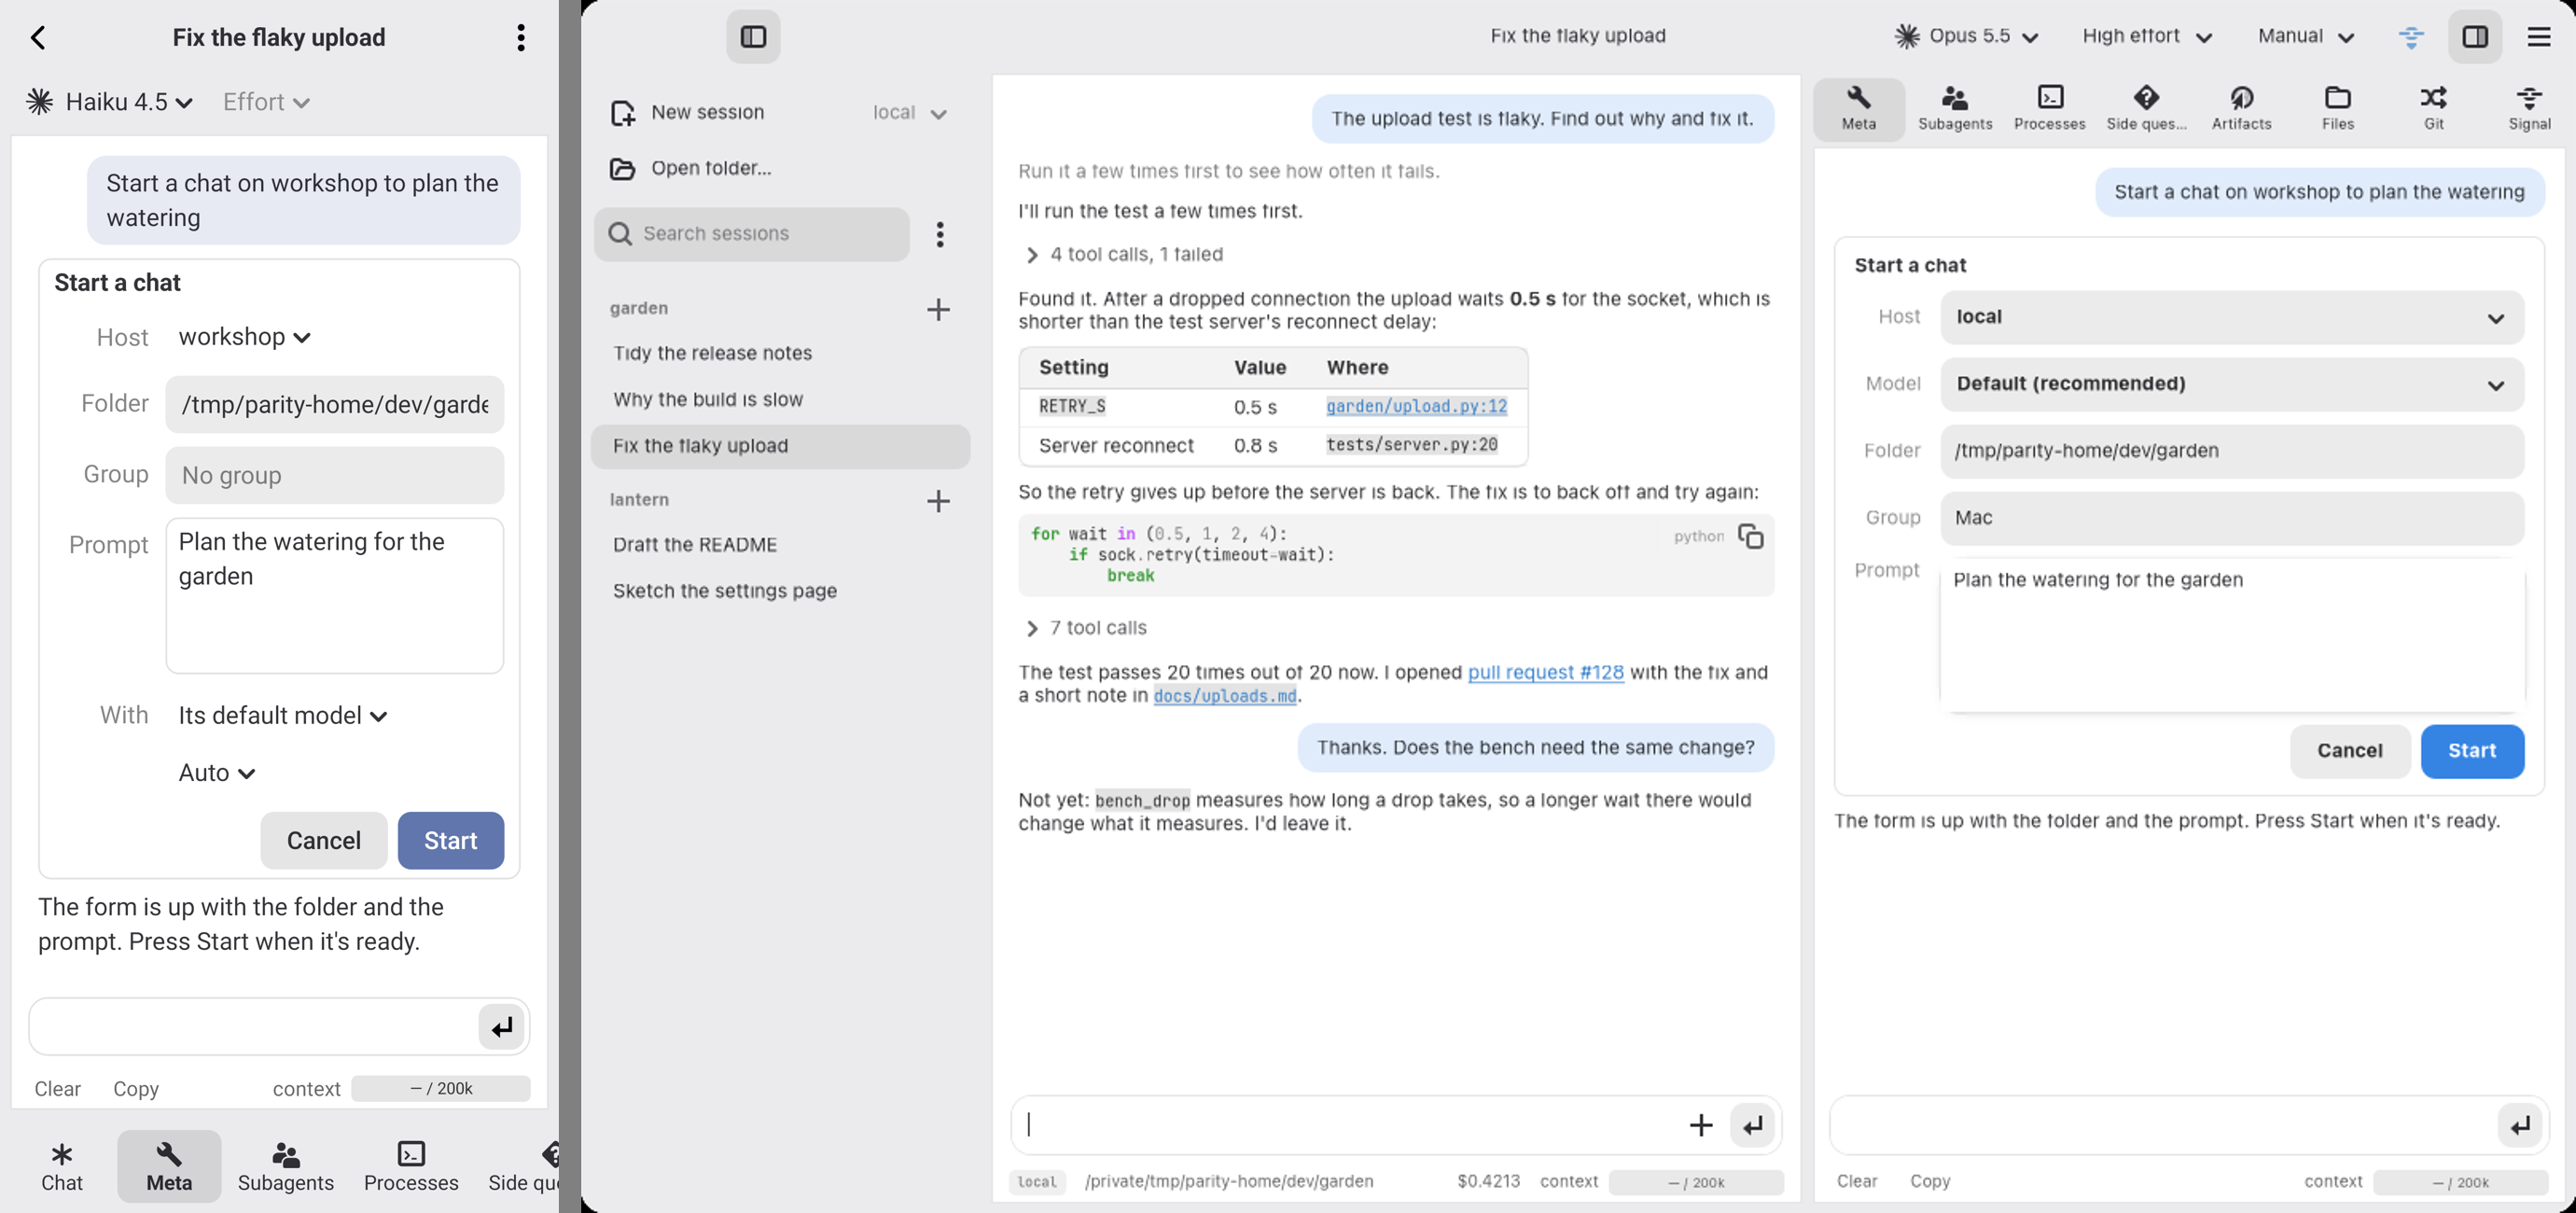 Fix the flaky upload
Haiku 4.5
Effort
Start a chat on workshop to plan the
watering
Start a chat
Host
workshop
Folder
/tmp/parity-home/dev/garde
Group
No group
Prompt
Plan the watering for the
garden
With
Its default model
Auto
Cancel
Start
The form is up with the folder and the
prompt. Press Start when it's ready.
Clear
Copy
context
– / 200k
Chat
Meta
Subagents
Processes
Side que
Fix the flaky upload
Opus 5.5
High effort
Manual
New session
local
Open folder...
Search sessions
garden
Tidy the release notes
Why the build is slow
Fix the flaky upload
lantern
Draft the README
Sketch the settings page
The upload test is flaky. Find out why and fix it.
Run it a few times first to see how often it fails.
I'll run the test a few times first.
4 tool calls, 1 failed
Found it. After a dropped connection the upload waits 0.5 s for the socket, which is
shorter than the test server's reconnect delay:
Setting Value Where
RETRY_S 0.5 s garden/upload.py:12
Server reconnect 0.8 s tests/server.py:20
So the retry gives up before the server is back. The fix is to back off and try again:
python
for wait in (0.5, 1, 2, 4):
if sock.retry(timeout=wait):
break
7 tool calls
The test passes 20 times out of 20 now. I opened pull request #128 with the fix and
a short note in docs/uploads.md.
Thanks. Does the bench need the same change?
Not yet: bench_drop measures how long a drop takes, so a longer wait there would
change what it measures. I'd leave it.
local
/private/tmp/parity-home/dev/garden
$0.4213
context
– / 200k
Meta
Subagents
Processes
Side ques...
Artifacts
Files
Git
Signal
Start a chat on workshop to plan the watering
Start a chat
Host
local
Model
Default (recommended)
Folder
/tmp/parity-home/dev/garden
Group
Mac
Prompt
Plan the watering for the garden
Cancel
Start
The form is up with the folder and the prompt. Press Start when it's ready.
Clear
Copy
context
– / 200k